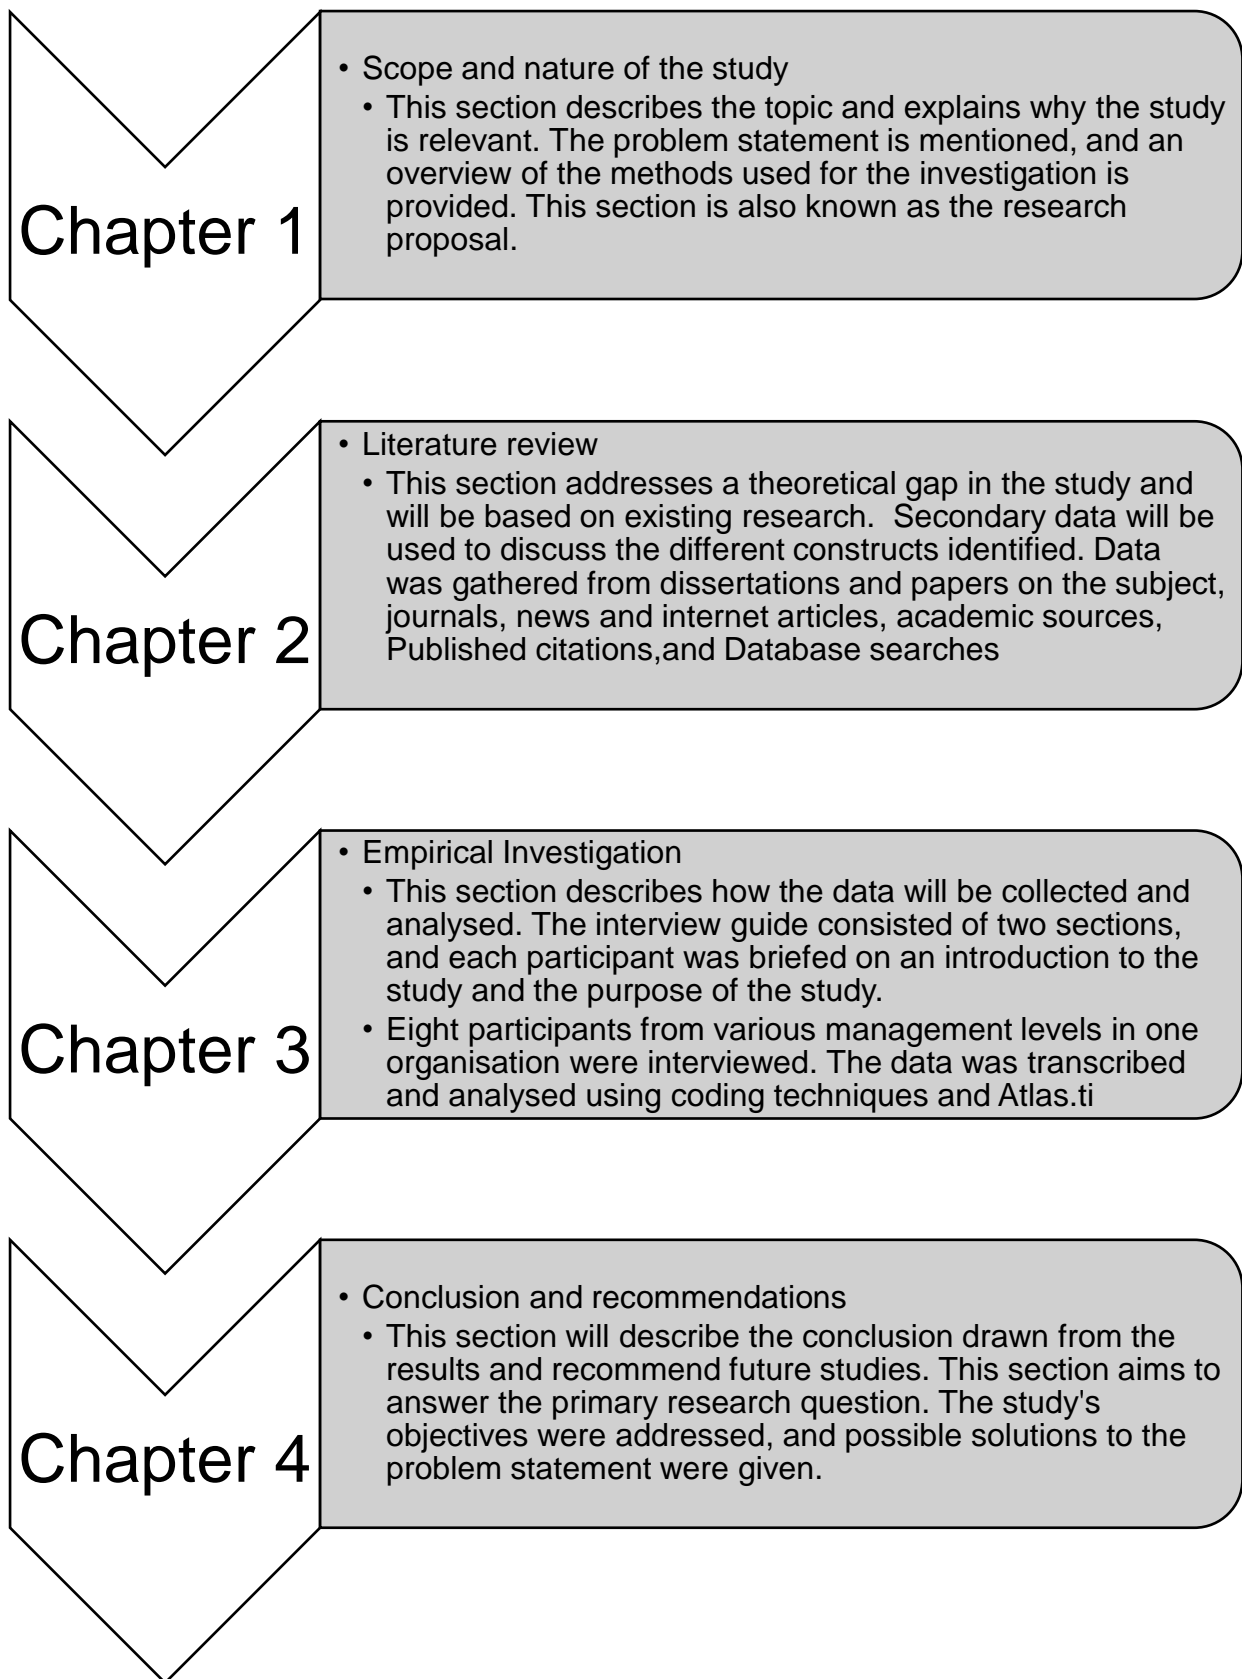 Chapter 1
• Scope and nature of the study
• This section describes the topic and explains why the study
is relevant. The problem statement is mentioned, and an
overview of the methods used for the investigation is
provided. This section is also known as the research
proposal.
Chapter 2
• Literature review
• This section addresses a theoretical gap in the study and
will be based on existing research.  Secondary data will be
used to discuss the different constructs identified. Data
was gathered from dissertations and papers on the subject,
journals, news and internet articles, academic sources,
Published citations,and Database searches
Chapter 3
• Empirical Investigation
• This section describes how the data will be collected and
analysed. The interview guide consisted of two sections,
and each participant was briefed on an introduction to the
study and the purpose of the study.
• Eight participants from various management levels in one
organisation were interviewed. The data was transcribed
and analysed using coding techniques and Atlas.ti
Chapter 4
• Conclusion and recommendations
• This section will describe the conclusion drawn from the
results and recommend future studies. This section aims to
answer the primary research question. The study's
objectives were addressed, and possible solutions to the
problem statement were given.